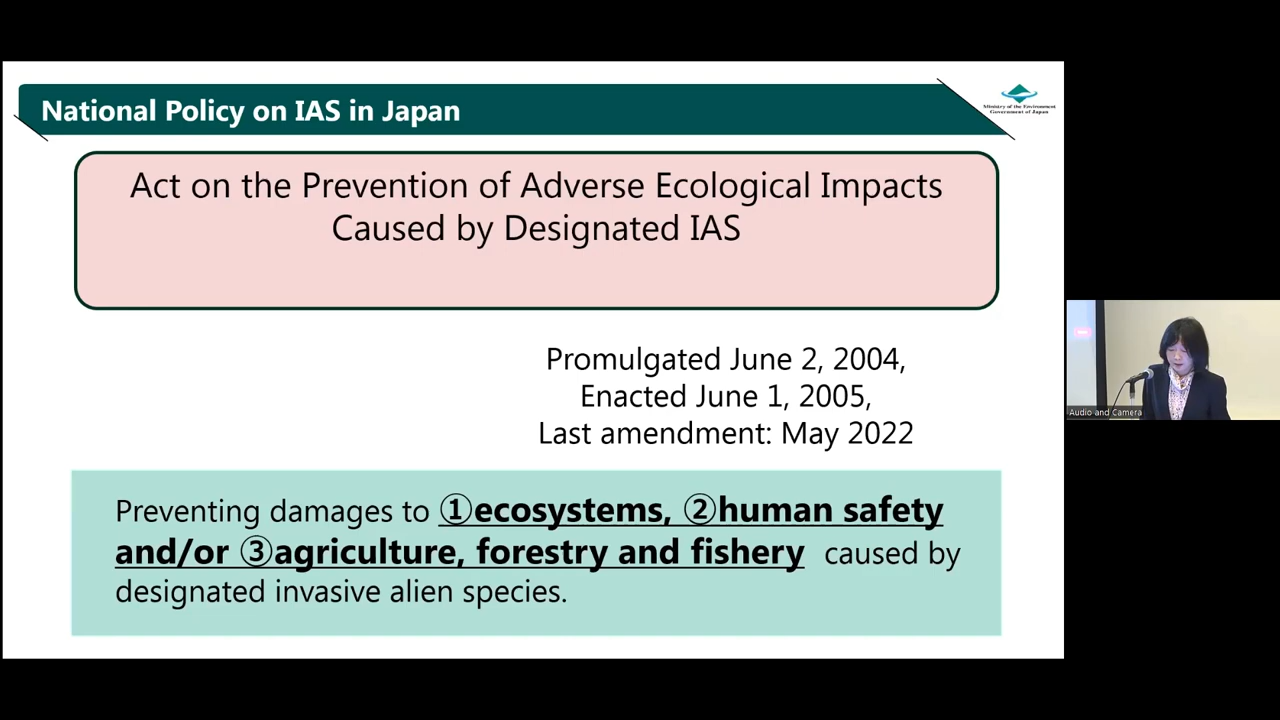 National Policy on IAS in Japan
Ministry of the Environment
Government of Japan
Act on the Prevention of Adverse Ecological Impacts
Caused by Designated IAS
Promulgated June 2, 2004,
Enacted June 1, 2005,
Last amendment: May 2022
Preventing damages to ①ecosystems, ②human safety
and/or ③agriculture, forestry and fishery caused by
designated invasive alien species.
Audio and Camera